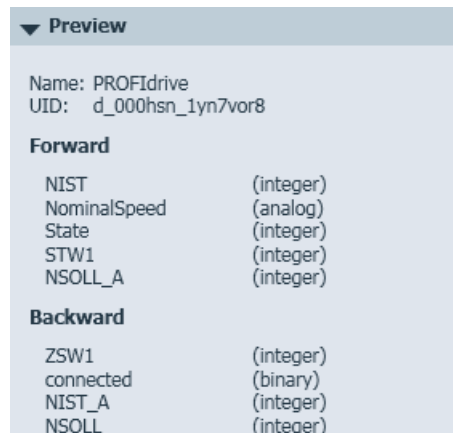 Preview
Name: PROFIdrive
UID: d_000hsn_1yn7vor8
Forward
NIST (integer)
NominalSpeed (analog)
State (integer)
STW1 (integer)
NSOLL_A (integer)
Backward
ZSW1 (integer)
connected (binary)
NIST_A (integer)
NSOLL (integer)